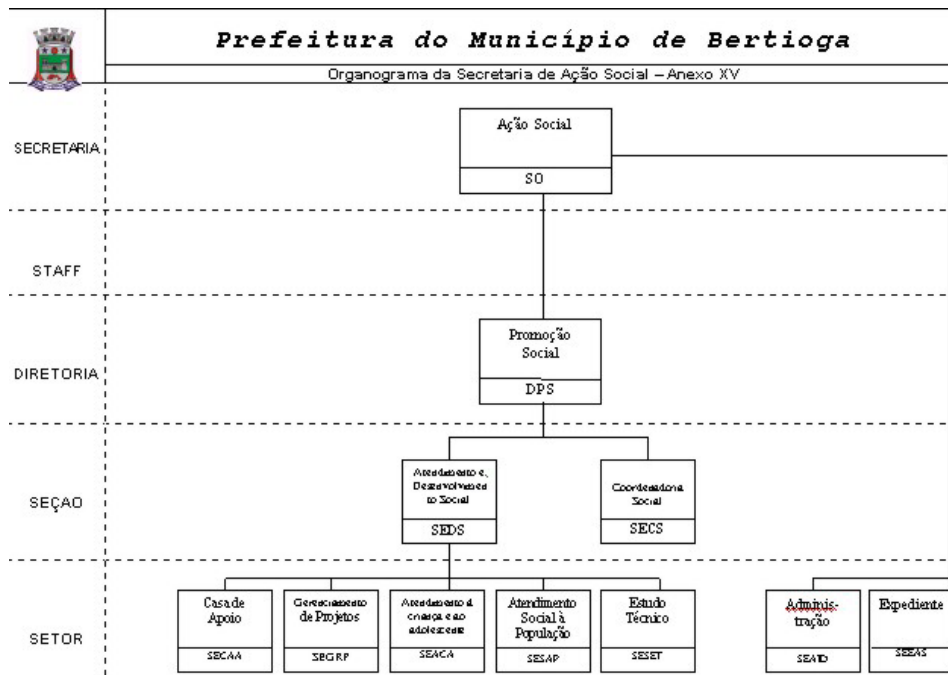 Prefeitura do Município de Bertioga
Organograma da Secretaria de Ação Social – Anexo XV
SECRETARIA
Ação Social
SO
STAFF
DIRETORIA
Promoção
Social
DPS
SEÇAO
Atendimento e,
Desenvolvimen
to Social
SEDS
Coordenadoria
Social
SECS
SETOR
Casa de
Apoio
SECAA
Gerenciamento
de Projetos
SEGRP
Atendimento à
criança e ao
adolescente
SEACA
Atendimento
Social à
População
SESAP
Estudo
Técnico
SESET
Adminis-
tração
SEATD
Expediente
SEEAS